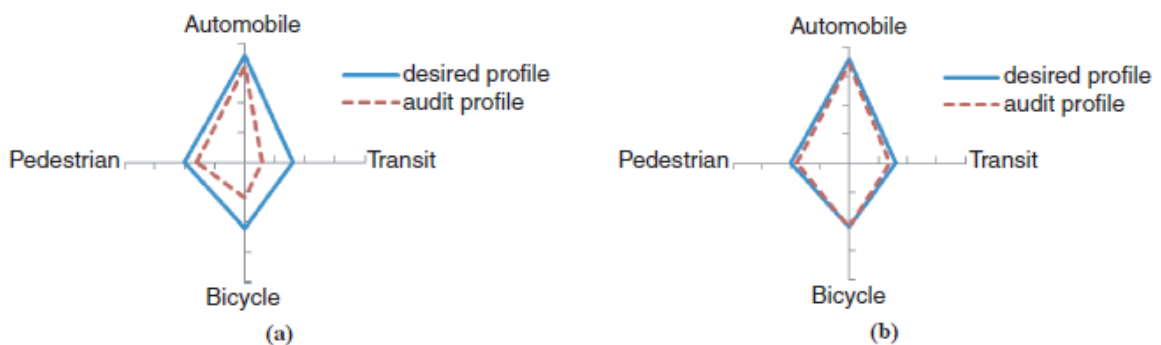 Automobile
desired profile
audit profile
Pedestrian
Transit
Bicycle
(a)
Automobile
desired profile
audit profile
Pedestrian
Transit
Bicycle
(b)